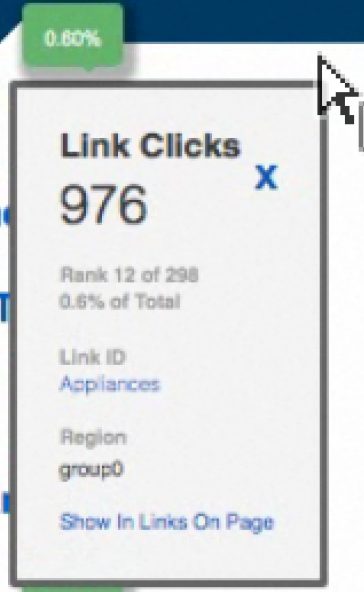 0.60%
Link Clicks
X
976
Rank 12 of 298
0.6% of Total
Link ID
Appliances
Region
group0
Show In Links On Page